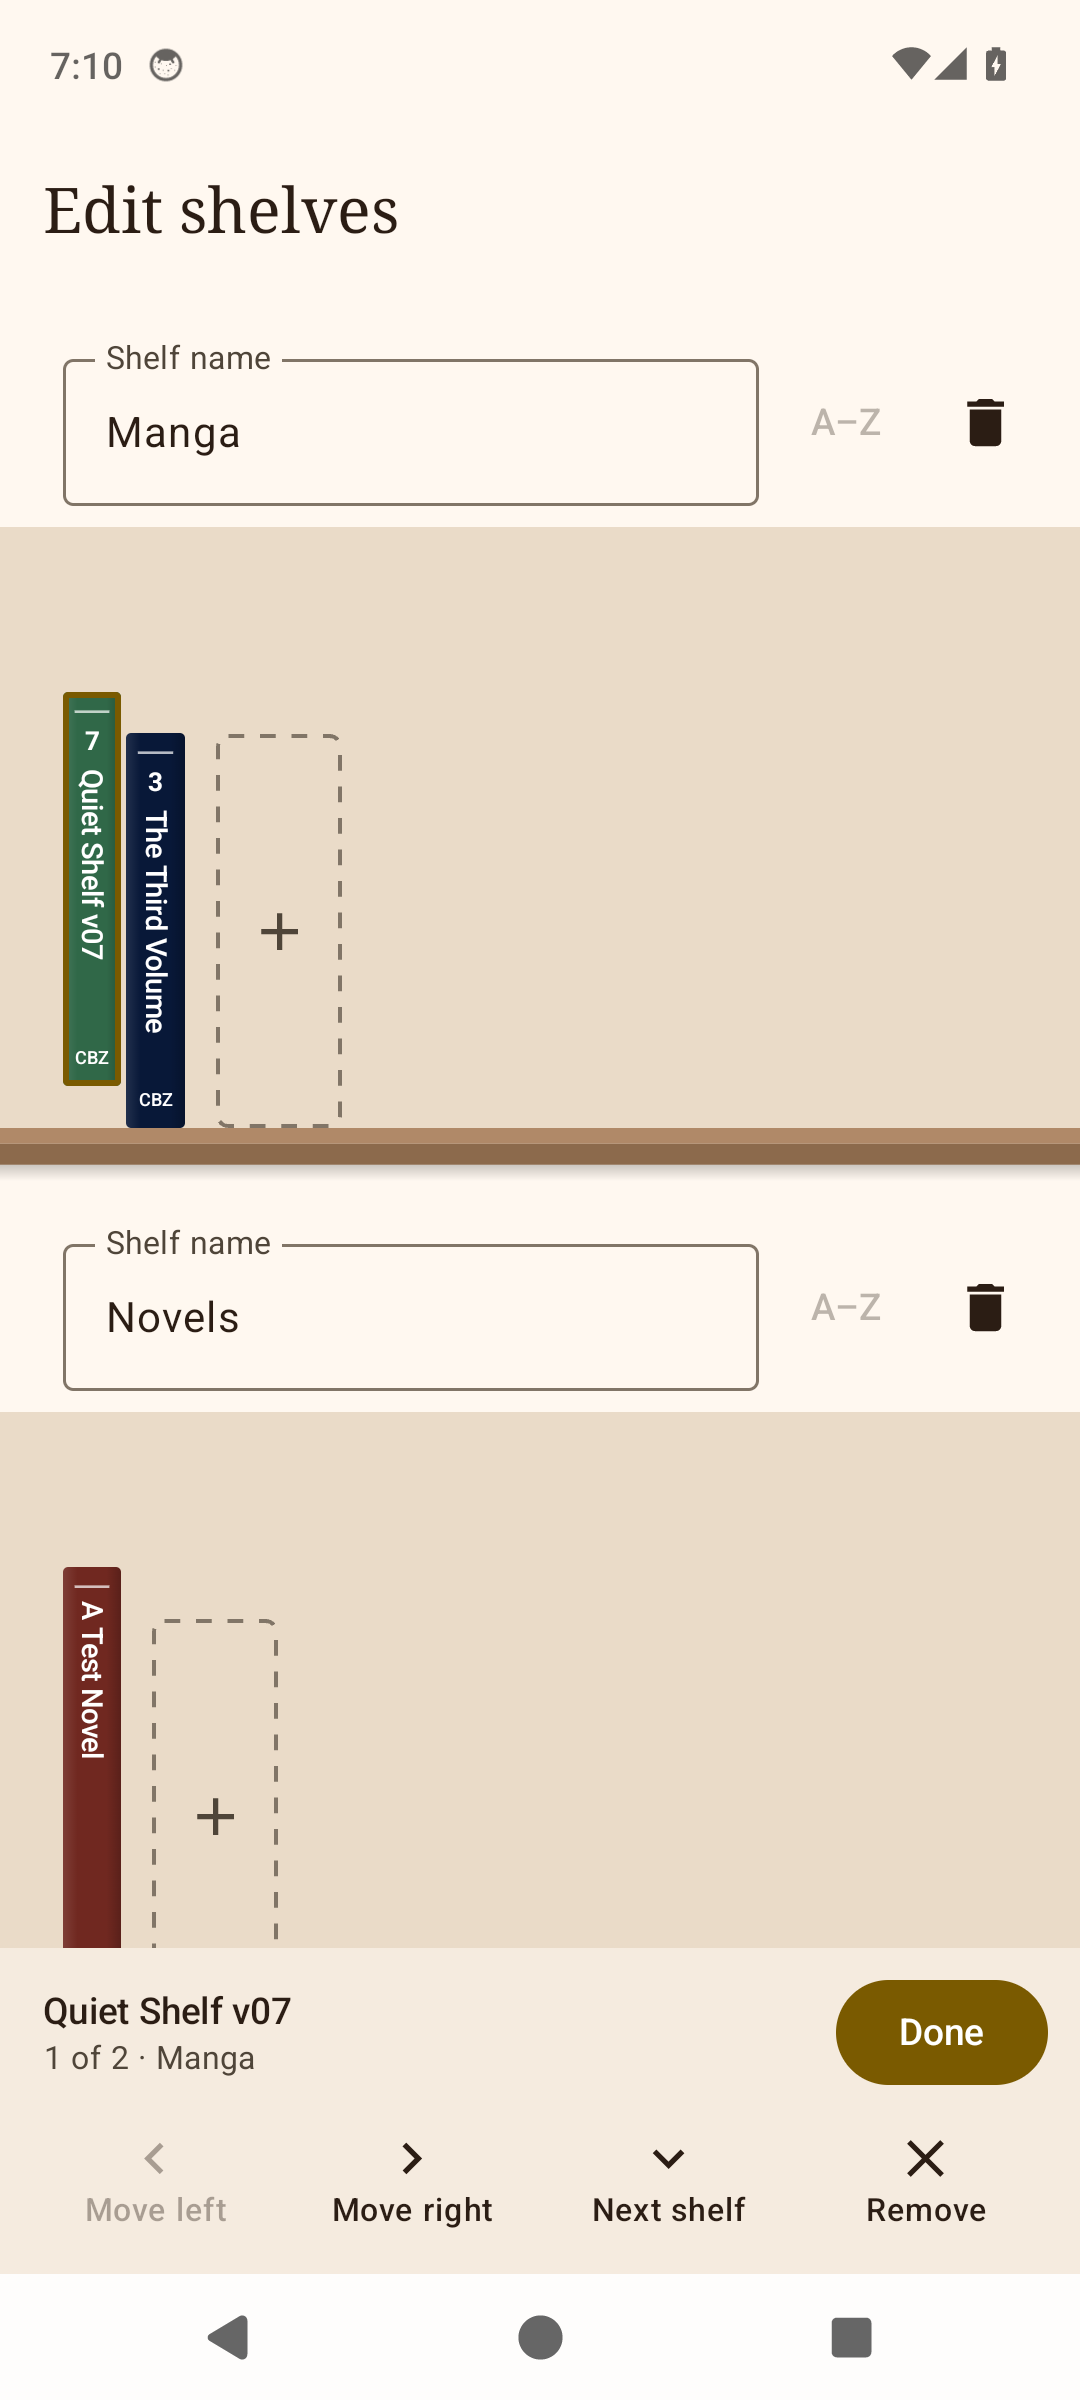 7:10
Edit shelves
Shelf name
Manga
A–Z
7 Quiet Shelf v07 CBZ
3 The Third Volume CBZ
Shelf name
Novels
A–Z
A Test Novel
Quiet Shelf v07
1 of 2 · Manga
Done
Move left
Move right
Next shelf
Remove